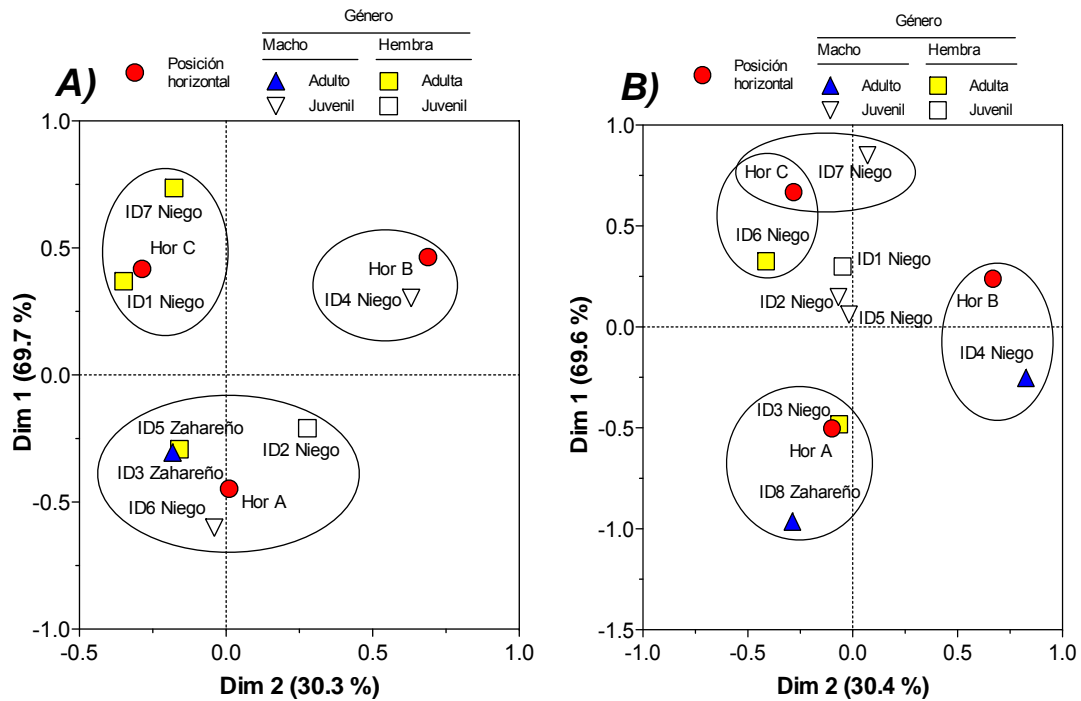 Género
Macho
Hembra
Posición
horizontal
Adulto
Adulta
Juvenil
Juvenil
A)
1.0
0.5
0.0
-0.5
-1.0
Dim 1 (69.7 %)
ID7 Niego
Hor C
ID1 Niego
Hor B
ID4 Niego
ID5 Zahareño
ID2 Niego
ID3 Zahareño
ID6 Niego
Hor A
-0.5
0.0
0.5
1.0
Dim 2 (30.3 %)
Género
Macho
Hembra
Posición
horizontal
Adulto
Adulta
Juvenil
Juvenil
B)
1.0
0.5
0.0
-0.5
-1.0
-1.5
Dim 1 (69.6 %)
Hor C
ID7 Niego
ID6 Niego
ID1 Niego
ID2 Niego
ID5 Niego
Hor B
ID4 Niego
ID3 Niego
Hor A
ID8 Zahareño
-1.0
-0.5
0.0
0.5
1.0
Dim 2 (30.4 %)